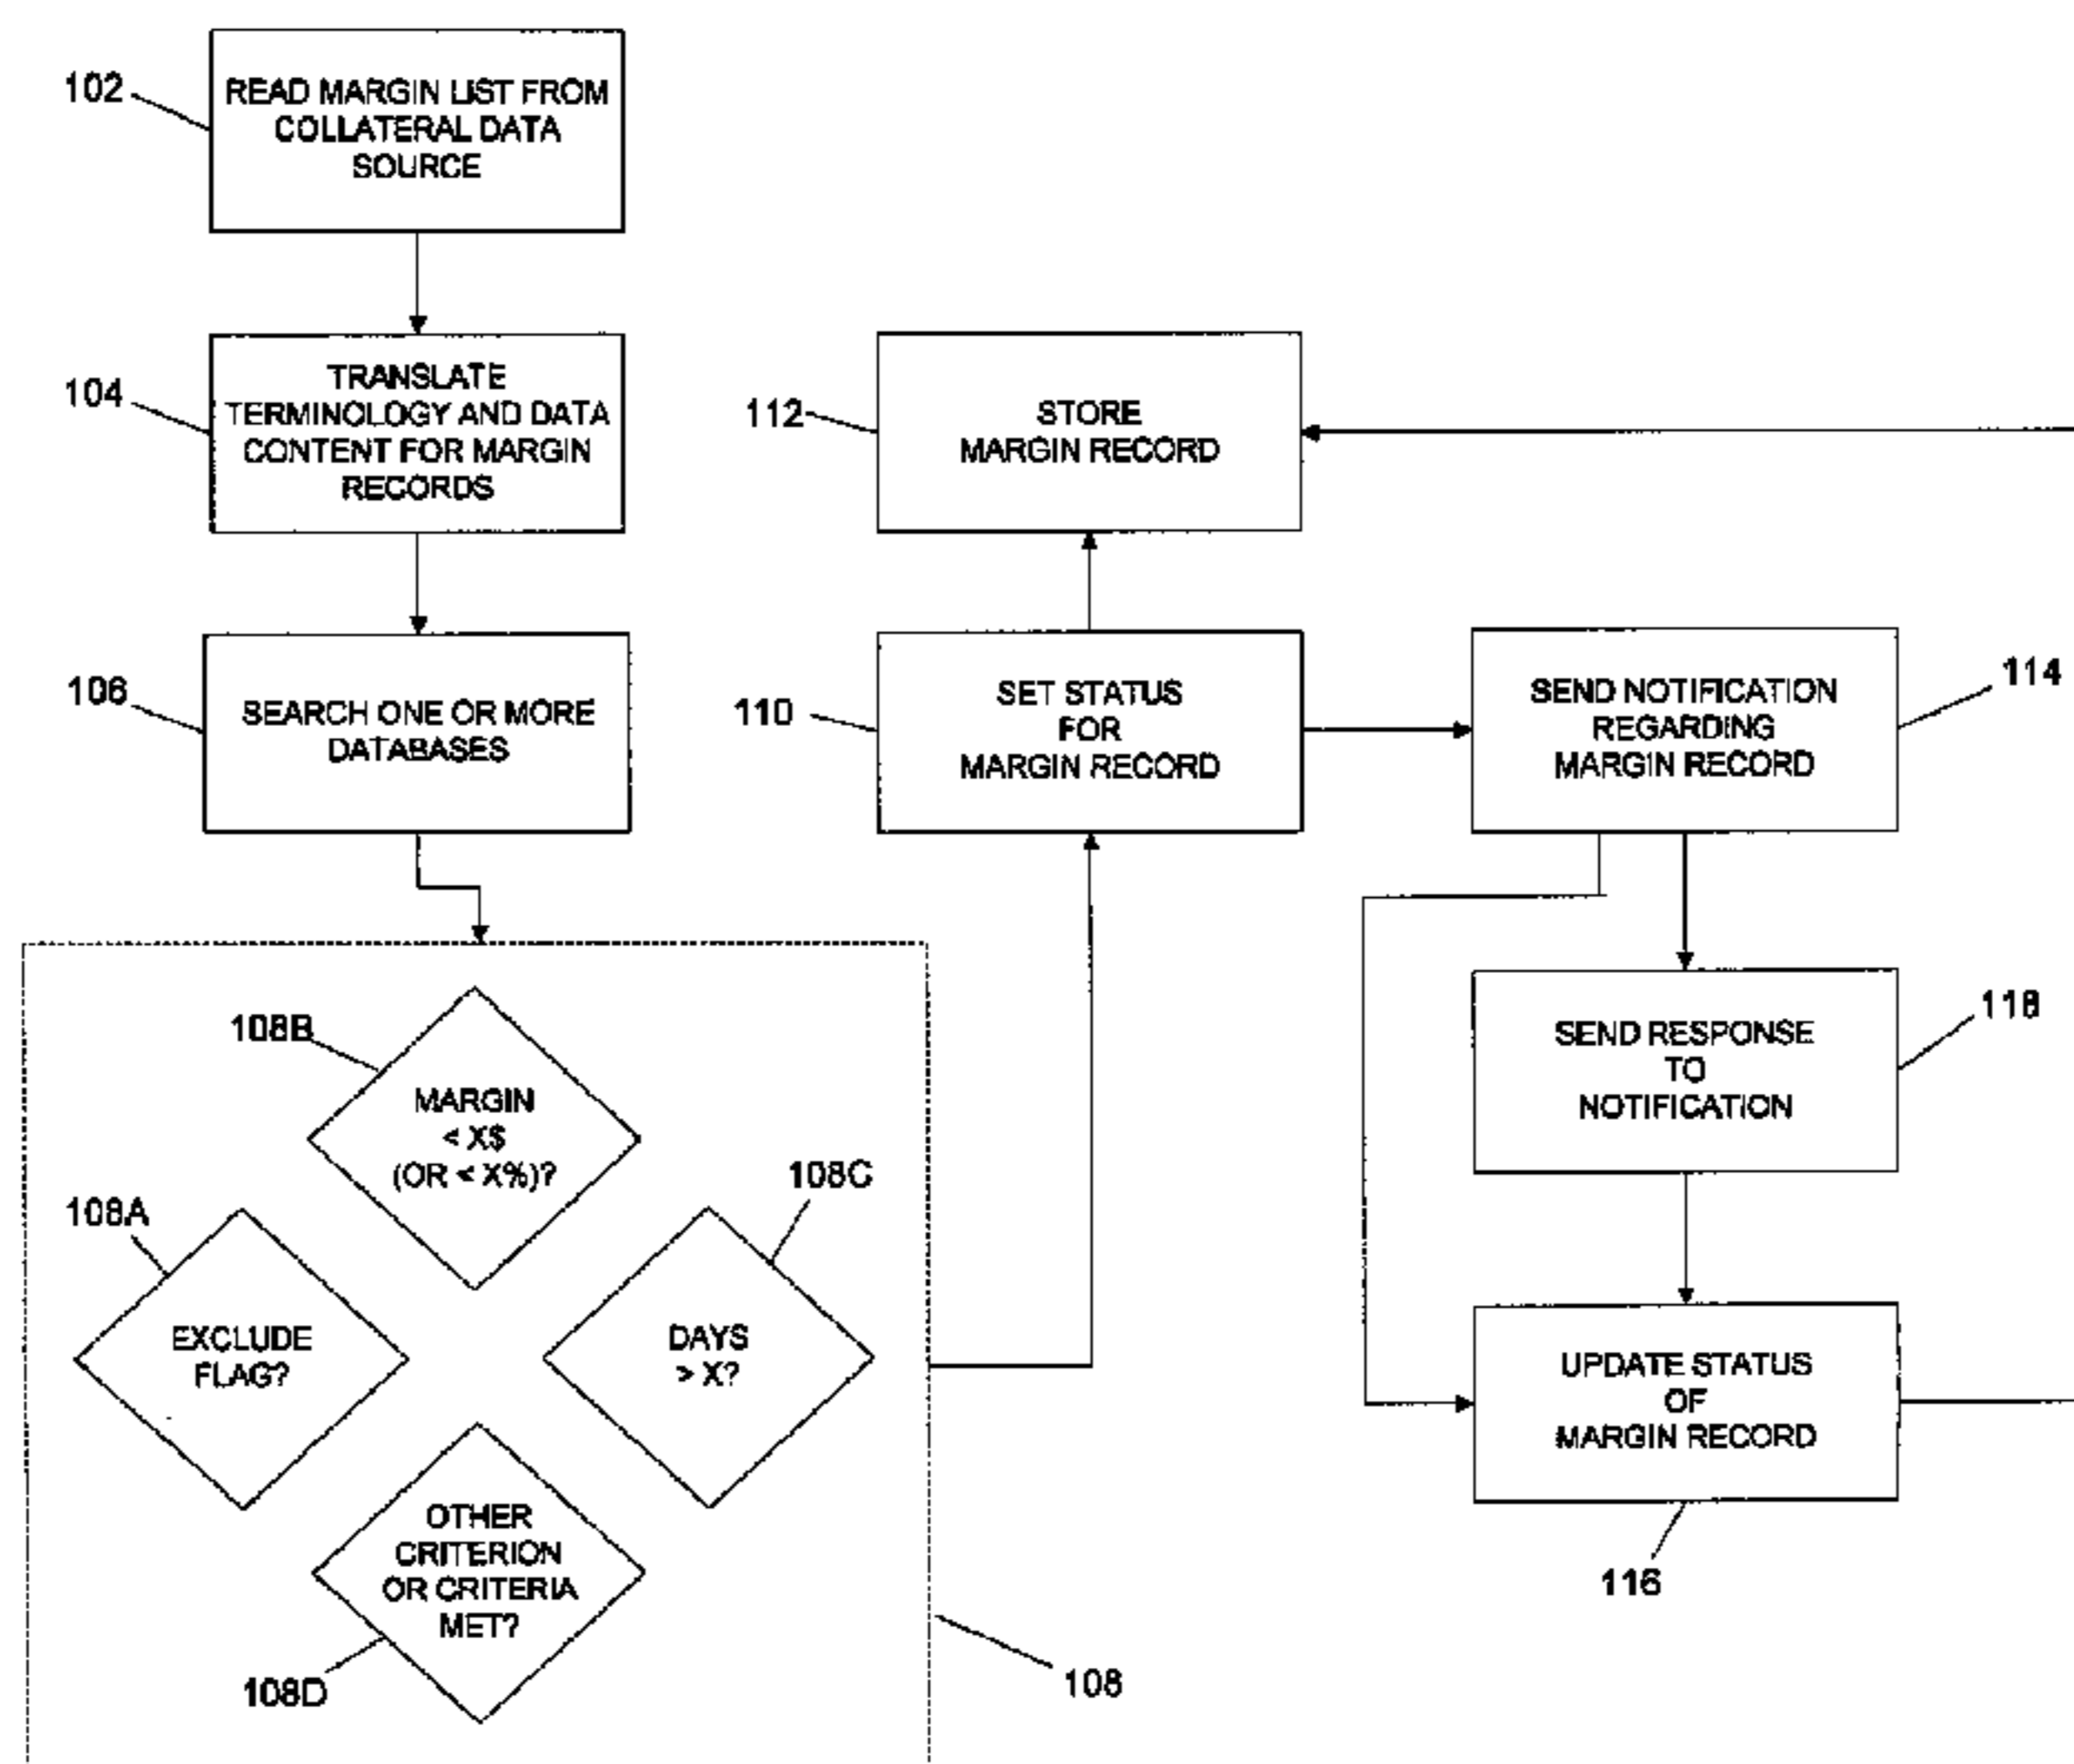 102
READ MARGIN LIST FROM
COLLATERAL DATA
SOURCE
104
TRANSLATE
TERMINOLOGY AND DATA
CONTENT FOR MARGIN
RECORDS
106
SEARCH ONE OR MORE
DATABASES
108B
MARGIN
< X$
(OR < X%)?
108A
EXCLUDE
FLAG?
108C
DAYS
> X?
OTHER
CRITERION
OR CRITERIA
MET?
108D
108
112
STORE
MARGIN RECORD
110
SET STATUS
FOR
MARGIN RECORD
SEND NOTIFICATION
REGARDING
MARGIN RECORD
114
SEND RESPONSE
TO
NOTIFICATION
118
UPDATE STATUS
OF
MARGIN RECORD
116